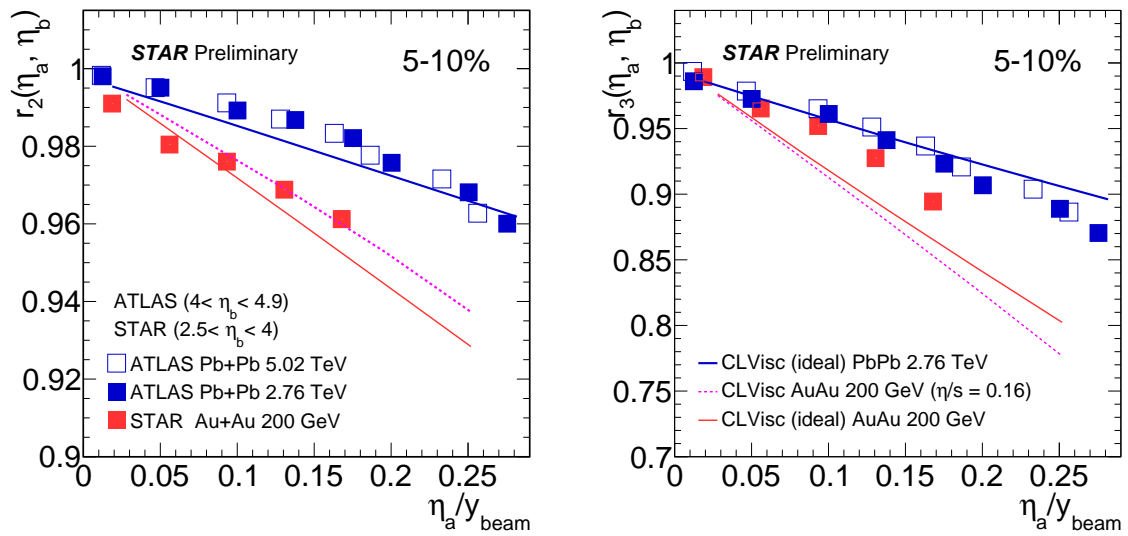 STAR Preliminary
5-10%
r2(ηa, ηb)
1
0.98
0.96
0.94
0.92
0.9
ATLAS (4< ηb< 4.9)
STAR (2.5< ηb< 4)
ATLAS Pb+Pb 5.02 TeV
ATLAS Pb+Pb 2.76 TeV
STAR Au+Au 200 GeV
0 0.05 0.1 0.15 0.2 0.25
ηa/ybeam
STAR Preliminary
5-10%
r3(ηa, ηb)
1
0.95
0.9
0.85
0.8
0.75
0.7
CLVisc (ideal) PbPb 2.76 TeV
CLVisc AuAu 200 GeV (η/s = 0.16)
CLVisc (ideal) AuAu 200 GeV
0 0.05 0.1 0.15 0.2 0.25
ηa/ybeam